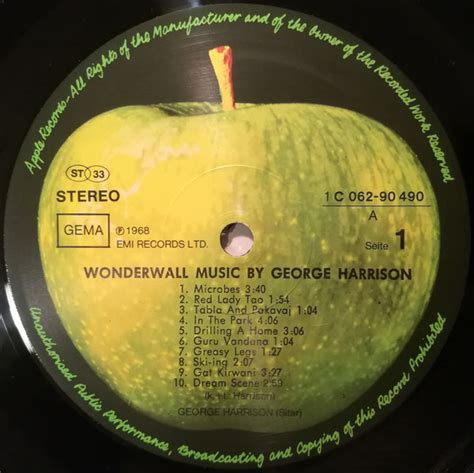 Apple Records-All Rights of the Manufacturer and of the Owner of the Recorded Work Reserved
ST 33
STEREO
1 C 062-90 490
A
GEMA
℗1968
EMI RECORDS LTD.
Seite 1
WONDERWALL MUSIC BY GEORGE HARRISON
1. Microbes 3:40
2. Red Lady Too 1:54
3. Tabla And Pakavaj 1:04
4. In The Park 4:04
5. Drilling A Home 3:06
6. Guru Vandana 1:04
7. Greasy Legs 1:27
8. Ski-ing 2:07
9. Gat Kirwani 1:14
10. Dream Scene 2:59
Harrison)
GEORGE HARRISON (Sitar)
Unauthorised Public Performance, Broadcasting and Copying of this Record Prohibited